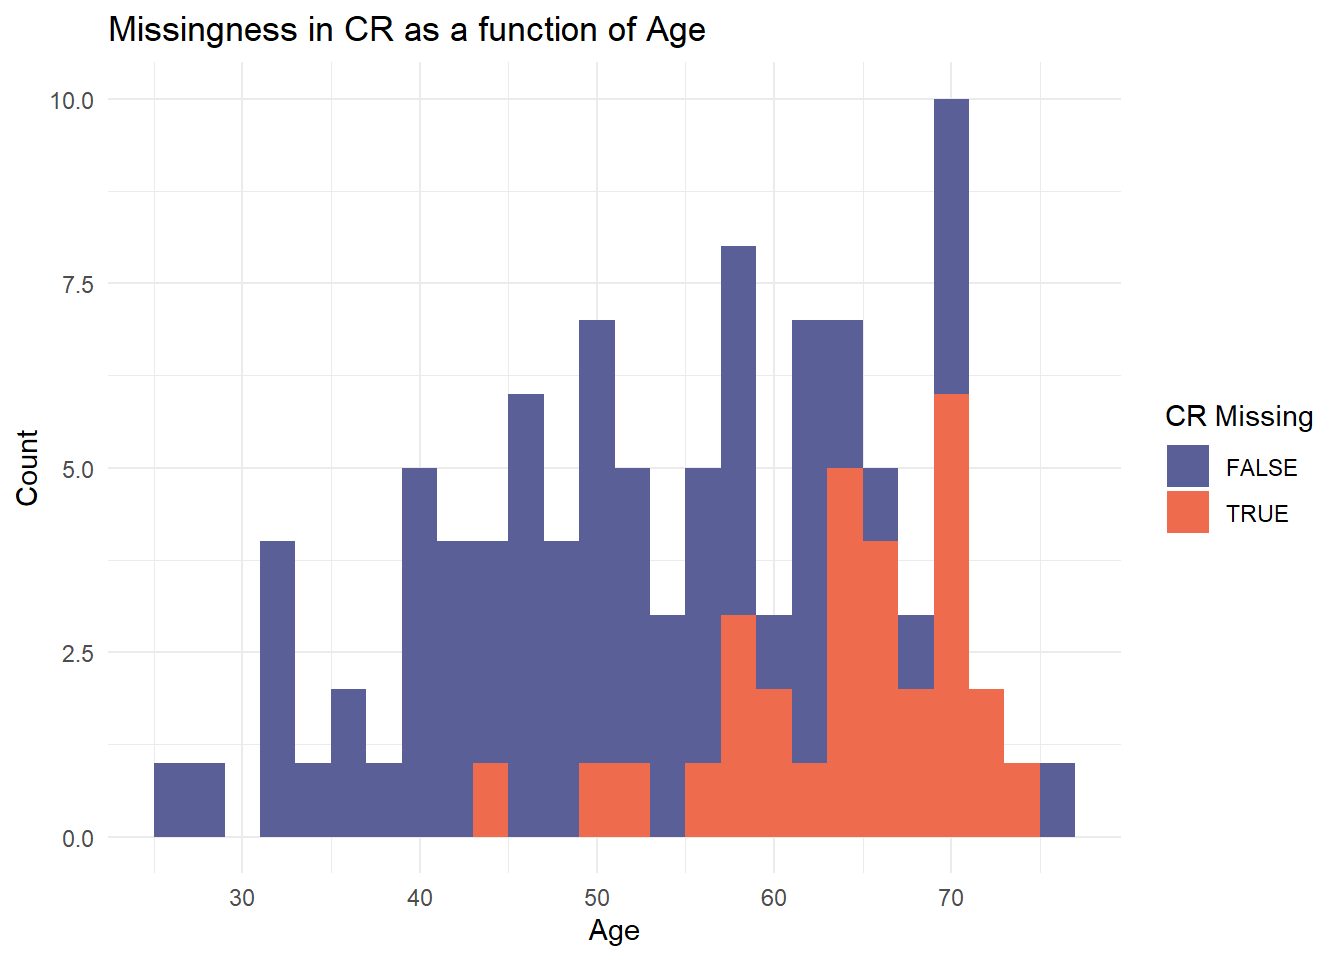 Missingness in CR as a function of Age
10.0
7.5
5.0
2.5
0.0
Count
30 40 50 60 70
Age
CR Missing
FALSE
TRUE